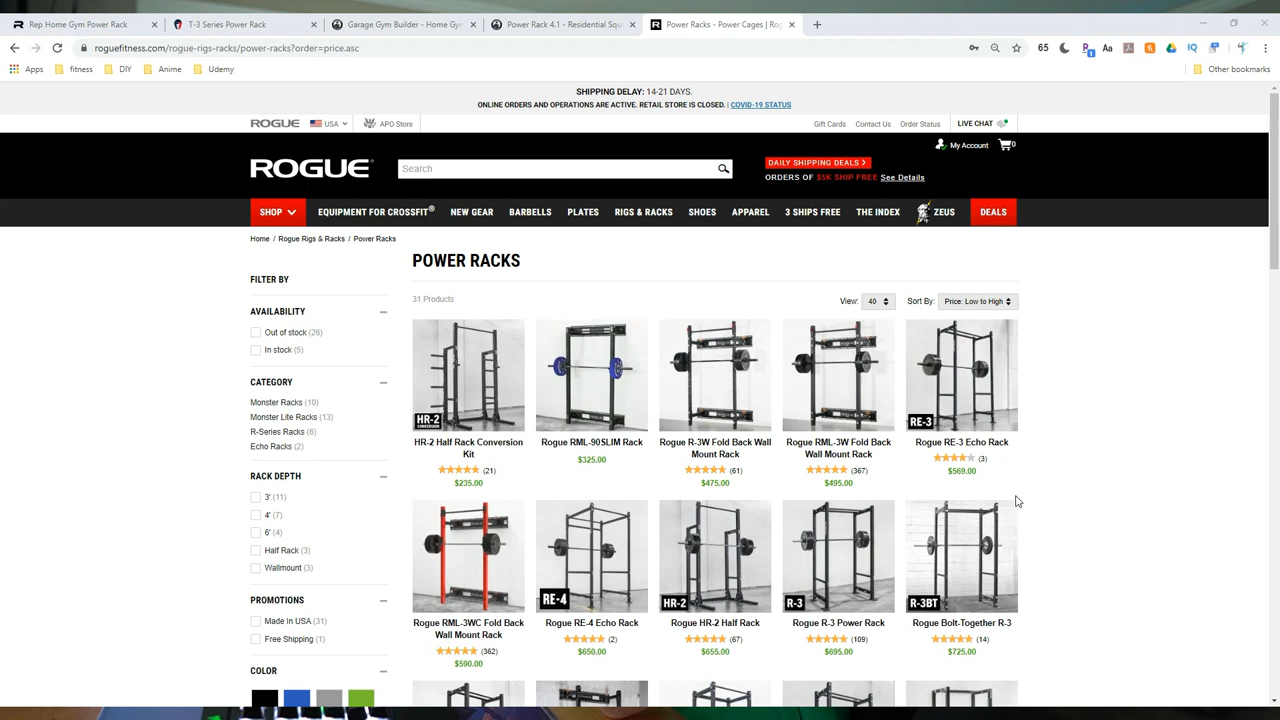 Rep Home Gym Power Rack
T-3 Series Power Rack
Garage Gym Builder - Home Gym
Power Rack 4.1 - Residential Squ
Power Racks - Power Cages | Rog
roguefitness.com/rogue-rigs-racks/power-racks?order=price.asc
65
Aa
IQ
Apps
fitness
DIY
Anime
Udemy
Other bookmarks
SHIPPING DELAY: 14-21 DAYS.
ONLINE ORDERS AND OPERATIONS ARE ACTIVE. RETAIL STORE IS CLOSED. | COVID-19 STATUS
ROGUE USA APO Store
Gift Cards Contact Us Order Status LIVE CHAT
My Account 0
ROGUE®
Search
DAILY SHIPPING DEALS >
ORDERS OF $5K SHIP FREE See Details
SHOP EQUIPMENT FOR CROSSFIT® NEW GEAR BARBELLS PLATES RIGS & RACKS SHOES APPAREL 3 SHIPS FREE THE INDEX ZEUS DEALS
Home / Rogue Rigs & Racks / Power Racks
FILTER BY
AVAILABILITY
Out of stock (26)
In stock (5)
CATEGORY
Monster Racks (10)
Monster Lite Racks (13)
R-Series Racks (6)
Echo Racks (2)
RACK DEPTH
3' (11)
4' (7)
6' (4)
Half Rack (3)
Wallmount (3)
PROMOTIONS
Made In USA (31)
Free Shipping (1)
COLOR
POWER RACKS
31 Products
View: 40 Sort By: Price: Low to High
HR-2
CONVERSION
HR-2 Half Rack Conversion
Kit
(21)
$235.00
Rogue RML-90SLIM Rack
$325.00
Rogue R-3W Fold Back Wall
Mount Rack
(61)
$475.00
Rogue RML-3W Fold Back
Wall Mount Rack
(367)
$495.00
RE-3
Rogue RE-3 Echo Rack
(3)
$569.00
Rogue RML-3WC Fold Back
Wall Mount Rack
(362)
$590.00
RE-4
Rogue RE-4 Echo Rack
(2)
$650.00
HR-2
Rogue HR-2 Half Rack
(67)
$655.00
R-3
Rogue R-3 Power Rack
(109)
$695.00
R-3BT
Rogue Bolt-Together R-3
(14)
$725.00